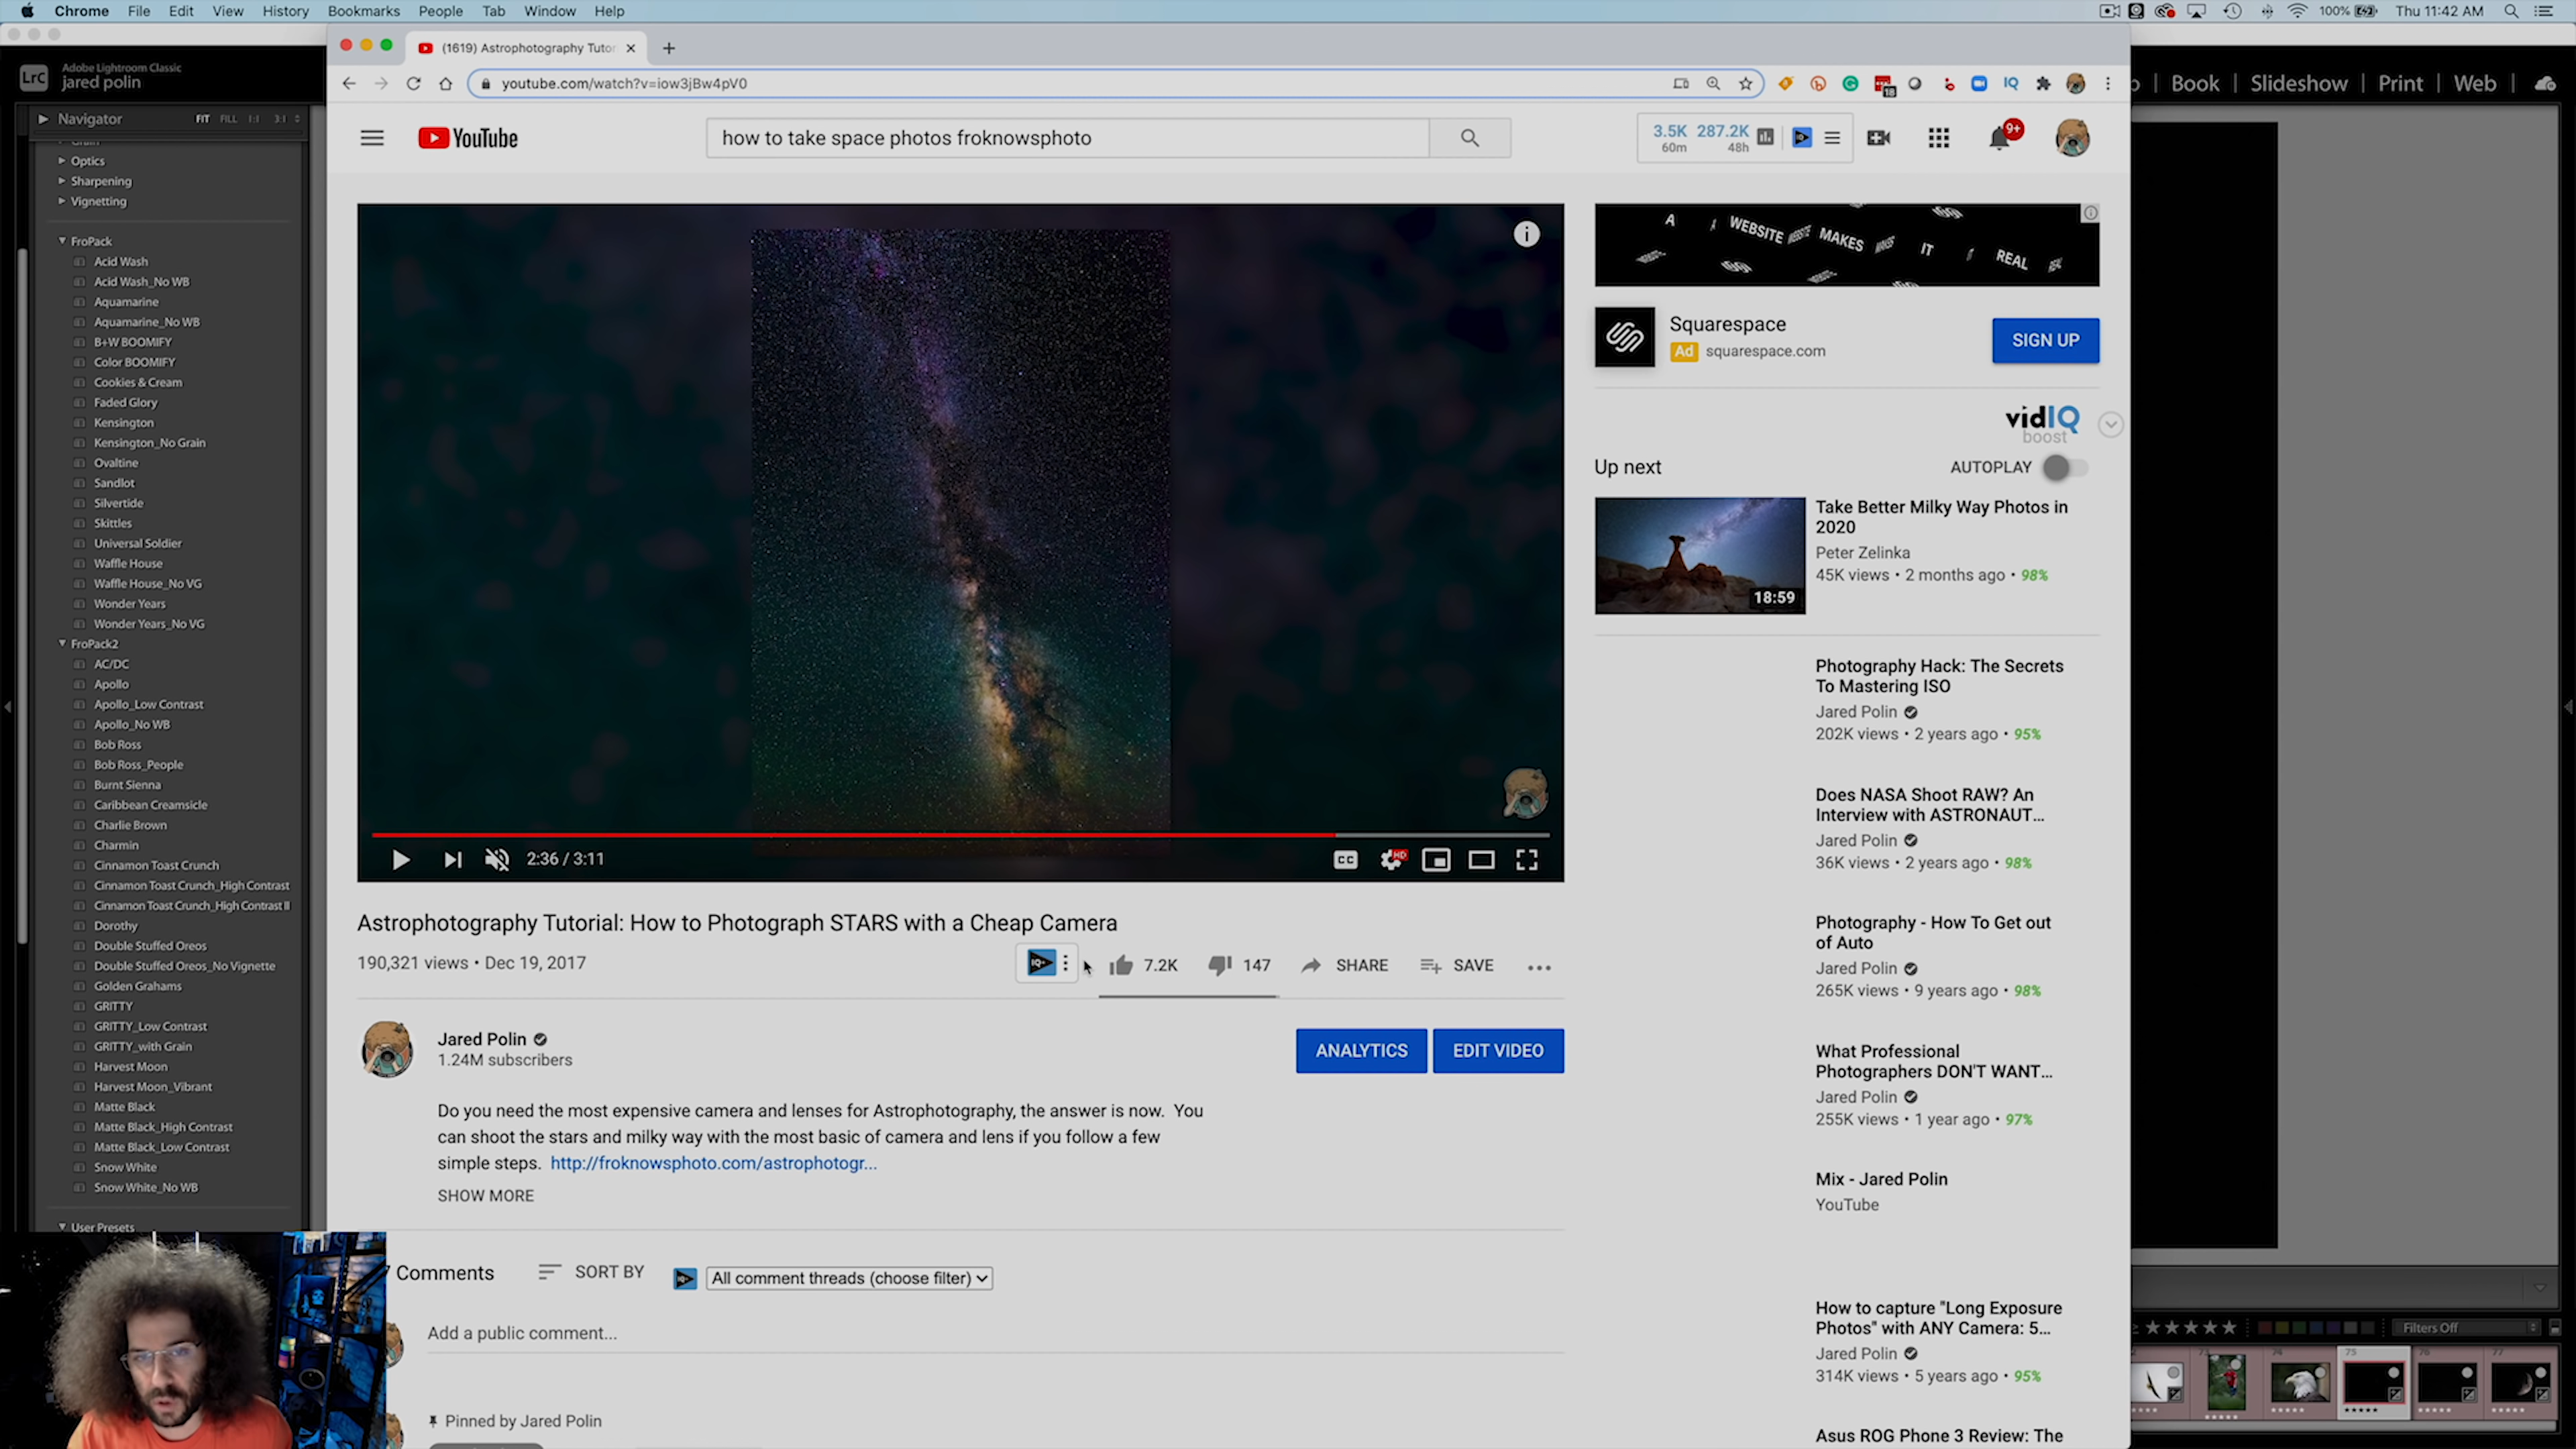 Chrome File Edit View History Bookmarks People Tab Window Help
100% Thu 11:42 AM
LrC Adobe Lightroom Classic
jared polin
Book | Slideshow | Print | Web
Navigator FIT FILL 1:1 3:1
Grain
Optics
Sharpening
Vignetting
FroPack
Acid Wash
Acid Wash_No WB
Aquamarine
Aquamarine_No WB
B+W BOOMIFY
Color BOOMIFY
Cookies & Cream
Faded Glory
Kensington
Kensington_No Grain
Ovaltine
Sandlot
Silvertide
Skittles
Universal Soldier
Waffle House
Waffle House_No VG
Wonder Years
Wonder Years_No VG
FroPack2
AC/DC
Apollo
Apollo_Low Contrast
Apollo_No WB
Bob Ross
Bob Ross_People
Burnt Sienna
Caribbean Creamsicle
Charlie Brown
Charmin
Cinnamon Toast Crunch
Cinnamon Toast Crunch_High Contrast
Cinnamon Toast Crunch_High Contrast II
Dorothy
Double Stuffed Oreos
Double Stuffed Oreos_No Vignette
Golden Grahams
GRITTY
GRITTY_Low Contrast
GRITTY_with Grain
Harvest Moon
Harvest Moon_Vibrant
Matte Black
Matte Black_High Contrast
Matte Black_Low Contrast
Snow White
Snow White_No WB
User Presets
(1619) Astrophotography Tutor
youtube.com/watch?v=iow3jBw4pV0
18
IQ
YouTube
how to take space photos froknowsphoto
3.5K 287.2K
60m 48h
9+
2:36 / 3:11
CC HD
Astrophotography Tutorial: How to Photograph STARS with a Cheap Camera
190,321 views • Dec 19, 2017
7.2K 147 SHARE SAVE
Jared Polin
1.24M subscribers
ANALYTICS EDIT VIDEO
Do you need the most expensive camera and lenses for Astrophotography, the answer is now. You
can shoot the stars and milky way with the most basic of camera and lens if you follow a few
simple steps. http://froknowsphoto.com/astrophotogr...
SHOW MORE
Comments SORT BY All comment threads (choose filter)
Add a public comment...
Pinned by Jared Polin
A WEBSITE MAKES IT REAL
Squarespace
Ad squarespace.com
SIGN UP
vidIQ
boost
Up next AUTOPLAY
18:59
Take Better Milky Way Photos in
2020
Peter Zelinka
45K views • 2 months ago • 98%
Photography Hack: The Secrets
To Mastering ISO
Jared Polin
202K views • 2 years ago • 95%
Does NASA Shoot RAW? An
Interview with ASTRONAUT...
Jared Polin
36K views • 2 years ago • 98%
Photography - How To Get out
of Auto
Jared Polin
265K views • 9 years ago • 98%
What Professional
Photographers DON'T WANT...
Jared Polin
255K views • 1 year ago • 97%
Mix - Jared Polin
YouTube
How to capture "Long Exposure
Photos" with ANY Camera: 5...
Jared Polin
314K views • 5 years ago • 95%
Asus ROG Phone 3 Review: The
Filters Off
74 75 76 77